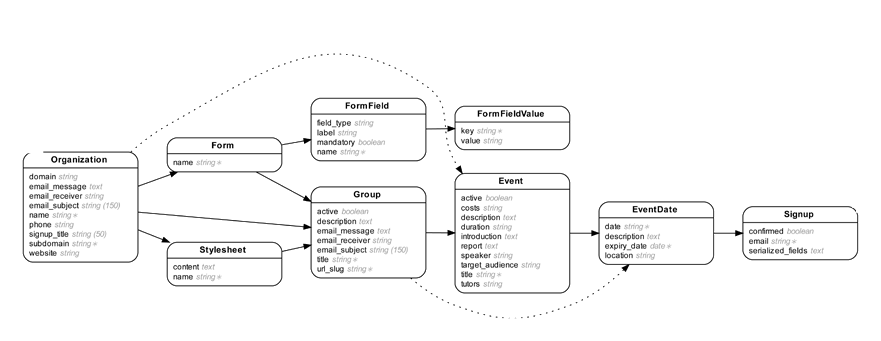 Organization
domain string
email_message text
email_receiver string
email_subject string (150)
name string *
phone string
signup_title string (50)
subdomain string *
website string
Form
name string *
Stylesheet
content text
name string *
FormField
field_type string
label string
mandatory boolean
name string *
Group
active boolean
description text
email_message text
email_receiver string
email_subject string (150)
title string *
url_slug string *
FormFieldValue
key string *
value string
Event
active boolean
costs string
description text
duration string
introduction text
report text
speaker string
target_audience string
title string *
tutors string
EventDate
date string *
description text
expiry_date date *
location string
Signup
confirmed boolean
email string *
serialized_fields text